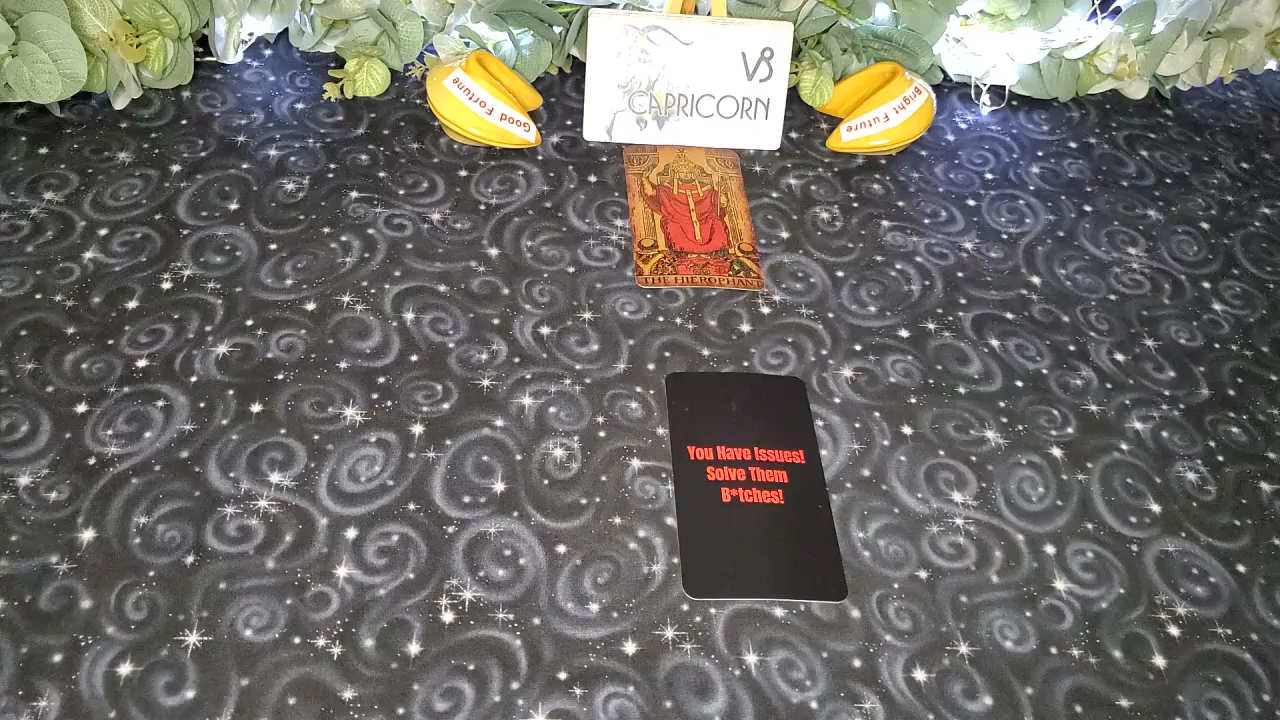 Good Fortune
♑
CAPRICORN
Bright Future
V
THE HIEROPHANT
You Have Issues!
Solve Them
B*tches!